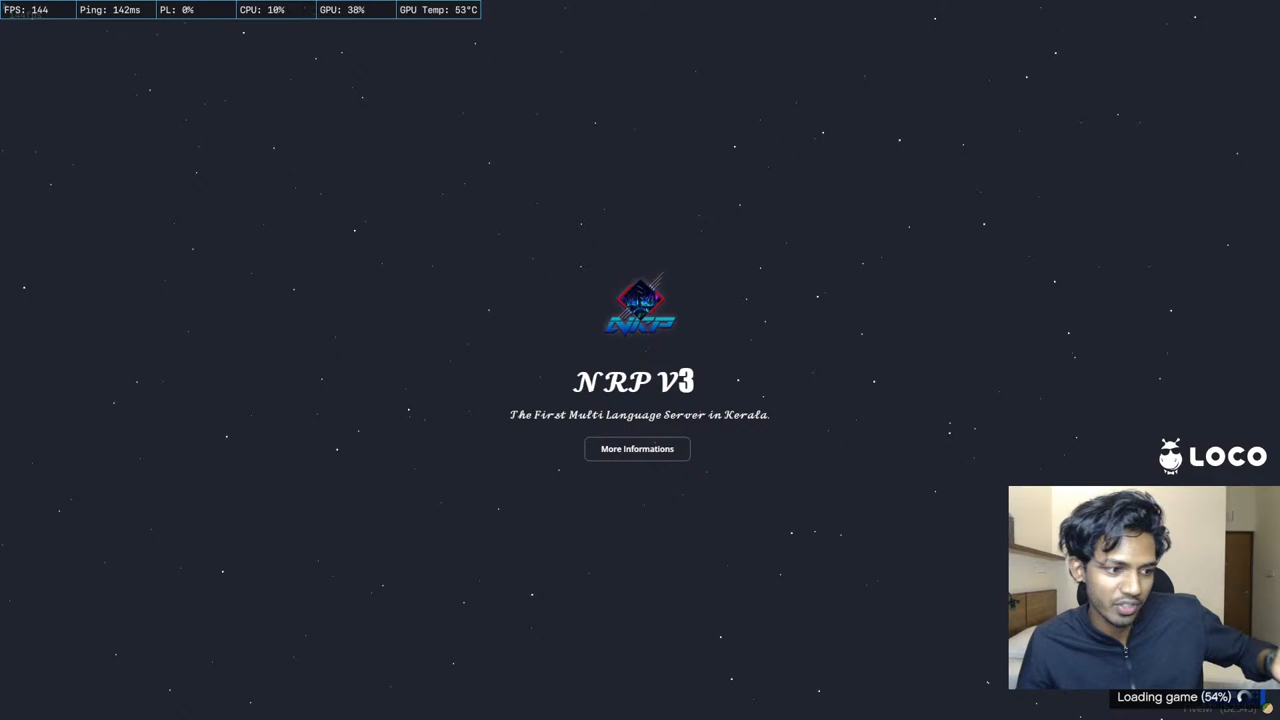 FPS: 144 Ping: 142ms PL: 0% CPU: 10% GPU: 38% GPU Temp: 53°C
NRP
NRP V3
The First Multi Language Server in Kerala.
More Informations
LOCO
Loading game (54%)